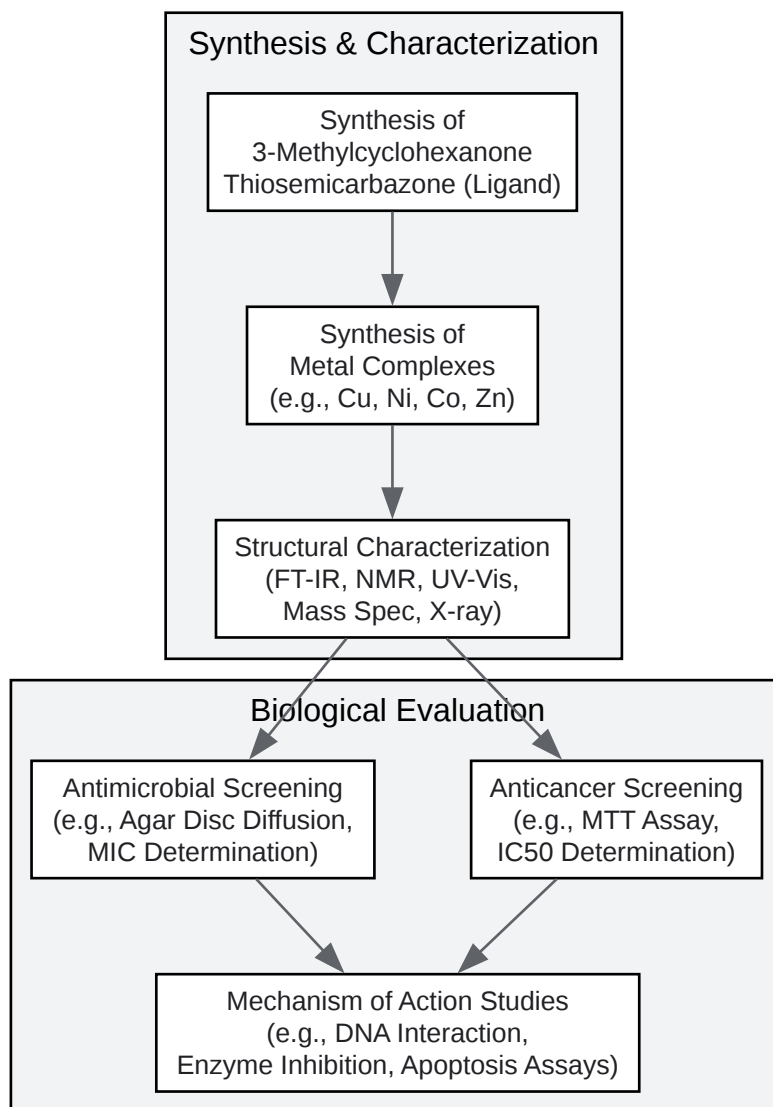 Synthesis & Characterization
Synthesis of
3-Methylcyclohexanone
Thiosemicarbazone (Ligand)
Synthesis of
Metal Complexes
(e.g., Cu, Ni, Co, Zn)
Structural Characterization
(FT-IR, NMR, UV-Vis,
Mass Spec, X-ray)
Biological Evaluation
Antimicrobial Screening
(e.g., Agar Disc Diffusion,
MIC Determination)
Anticancer Screening
(e.g., MTT Assay,
IC50 Determination)
Mechanism of Action Studies
(e.g., DNA Interaction,
Enzyme Inhibition, Apoptosis Assays)